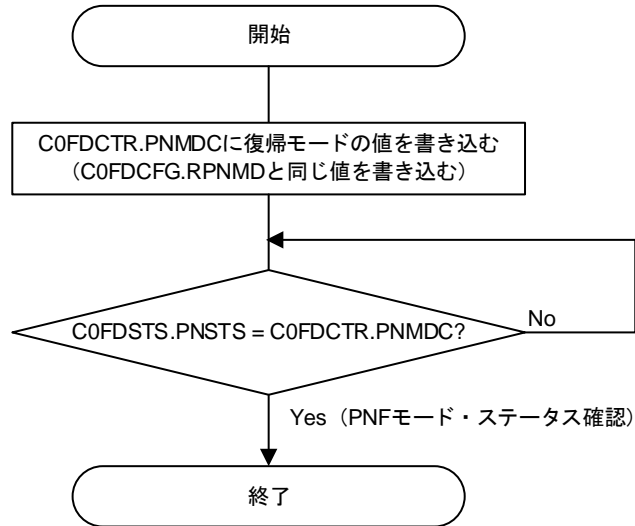 開始
C0FDCTR.PNMDCに復帰モードの値を書き込む
（C0FDCFG.RPNMDと同じ値を書き込む）
C0FDSTS.PNSTS = C0FDCTR.PNMDC?
No
Yes（PNFモード・ステータス確認）
終了